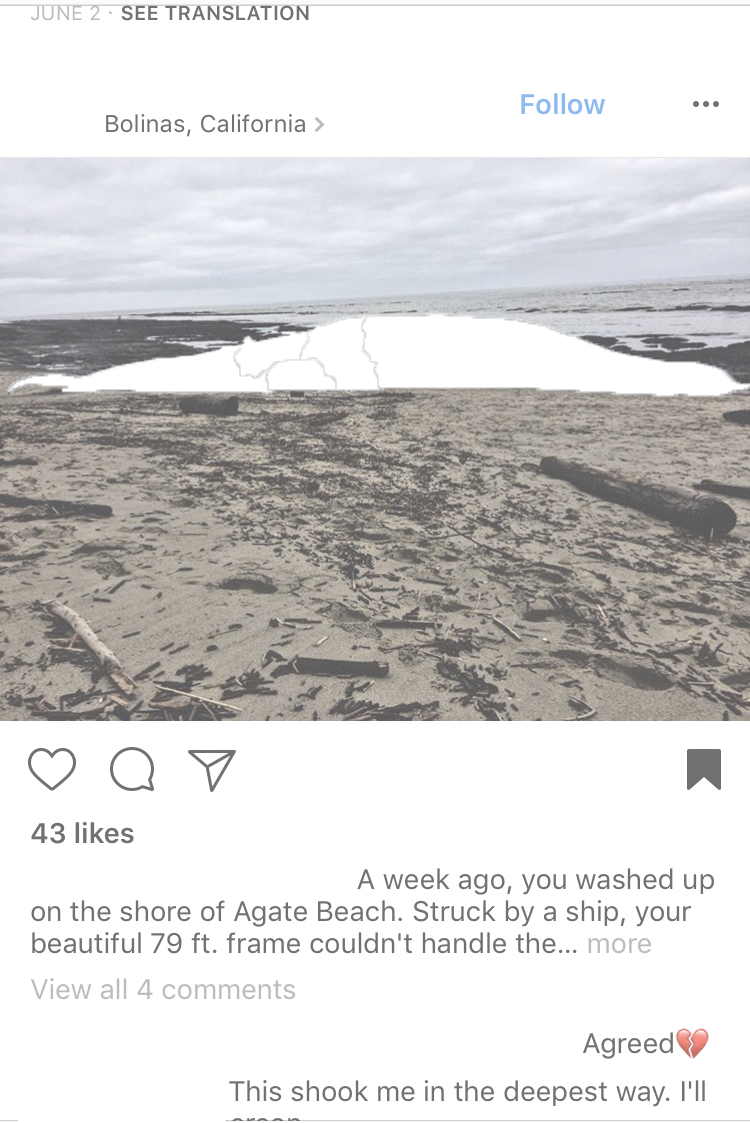 JUNE 2 · SEE TRANSLATION
Follow
Bolinas, California
43 likes
A week ago, you washed up
on the shore of Agate Beach. Struck by a ship, your
beautiful 79 ft. frame couldn't handle the... more
View all 4 comments
Agreed💔
This shook me in the deepest way. I'll